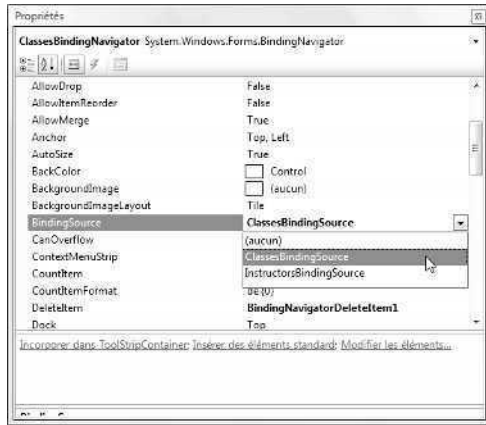 Propriétés
ClassesBindingNavigator System.Windows.Forms.BindingNavigator
AllowDrop False
AllowItemReorder False
AllowMerge True
Anchor Top, Left
AutoSize True
BackColor Control
BackgroundImage (aucun)
BackgroundImageLayout Tile
BindingSource ClassesBindingSource
CanOverflow (aucun)
ContextMenuStrip ClassesBindingSource
CountItem InstructorsBindingSource
CountItemFormat de {0}
DeleteItem BindingNavigatorDeleteItem1
Dock Top
Incorporer dans ToolStripContainer; Insérer des éléments standard; Modifier les éléments...